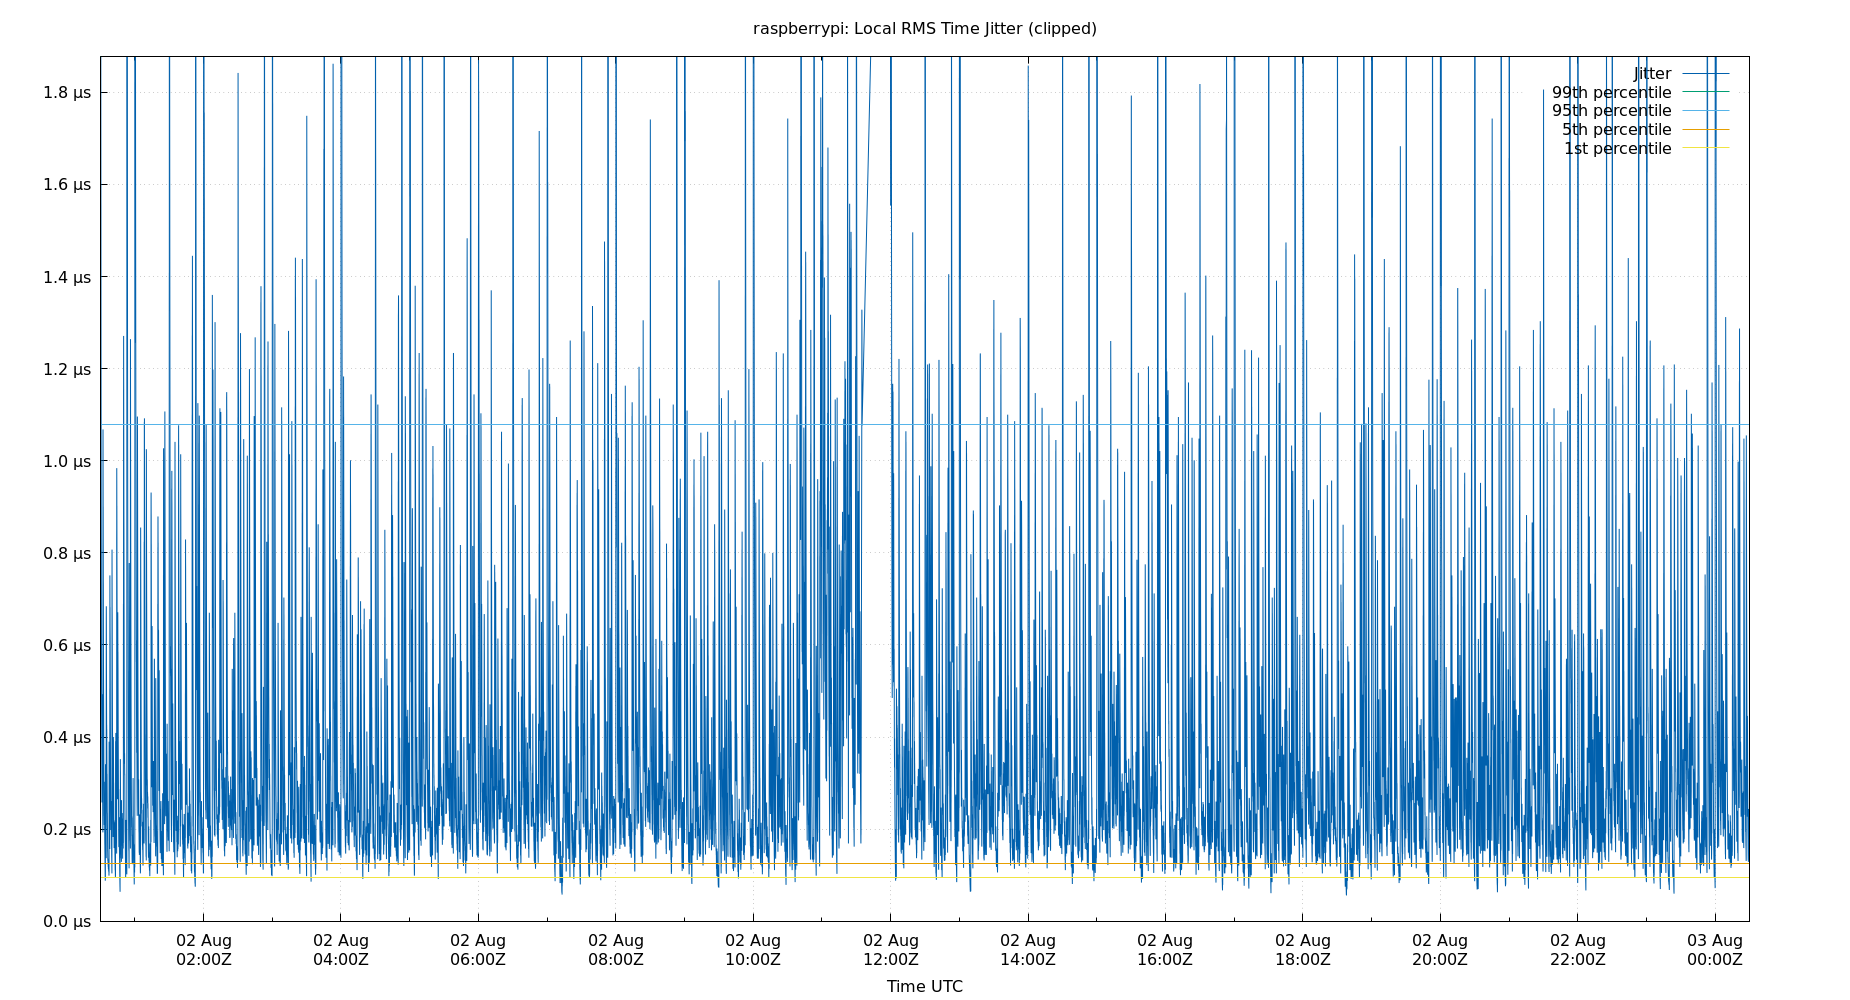 raspberrypi: Local RMS Time Jitter (clipped)
Jitter
99th percentile
95th percentile
5th percentile
1st percentile
1.8 µs
1.6 µs
1.4 µs
1.2 µs
1.0 µs
0.8 µs
0.6 µs
0.4 µs
0.2 µs
0.0 µs
02 Aug 02 Aug 02 Aug 02 Aug 02 Aug 02 Aug 02 Aug 02 Aug 02 Aug 02 Aug 02 Aug 03 Aug
02:00Z 04:00Z 06:00Z 08:00Z 10:00Z 12:00Z 14:00Z 16:00Z 18:00Z 20:00Z 22:00Z 00:00Z
Time UTC